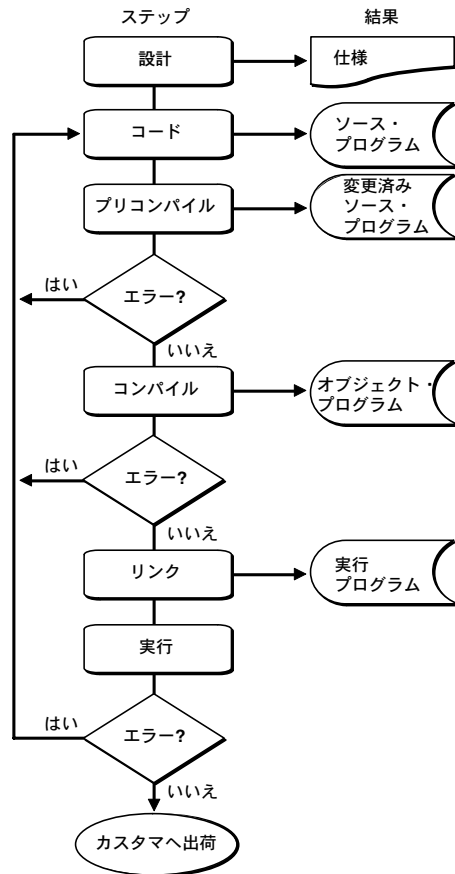 ステップ
結果
設計
仕様
コード
ソース・
プログラム
プリコンパイル
変更済み
ソース・
プログラム
エラー?
はい
いいえ
コンパイル
オブジェクト・
プログラム
エラー?
はい
いいえ
リンク
実行
プログラム
実行
エラー?
はい
いいえ
カスタマへ出荷